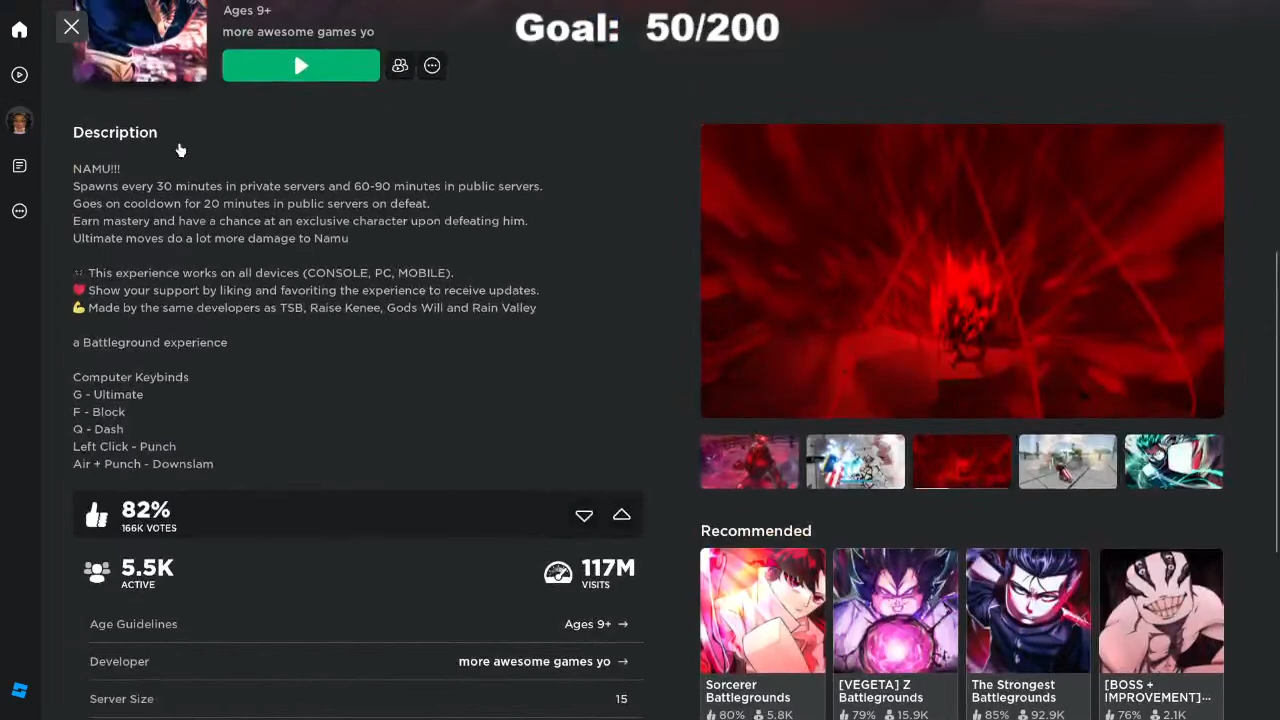 Ages 9+
more awesome games yo
Goal: 50/200
Description
NAMU!!!
Spawns every 30 minutes in private servers and 60-90 minutes in public servers.
Goes on cooldown for 20 minutes in public servers on defeat.
Earn mastery and have a chance at an exclusive character upon defeating him.
Ultimate moves do a lot more damage to Namu
This experience works on all devices (CONSOLE, PC, MOBILE).
Show your support by liking and favoriting the experience to receive updates.
Made by the same developers as TSB, Raise Kenee, Gods Will and Rain Valley
a Battleground experience
Computer Keybinds
G - Ultimate
F - Block
Q - Dash
Left Click - Punch
Air + Punch - Downslam
82%
166K VOTES
5.5K
ACTIVE
117M
VISITS
Age Guidelines
Ages 9+
Developer
more awesome games yo
Server Size
15
Recommended
Sorcerer
Battlegrounds
80% 5.8K
[VEGETA] Z
Battlegrounds
79% 15.9K
The Strongest
Battlegrounds
85% 92.9K
[BOSS +
IMPROVEMENT]...
76% 2.1K